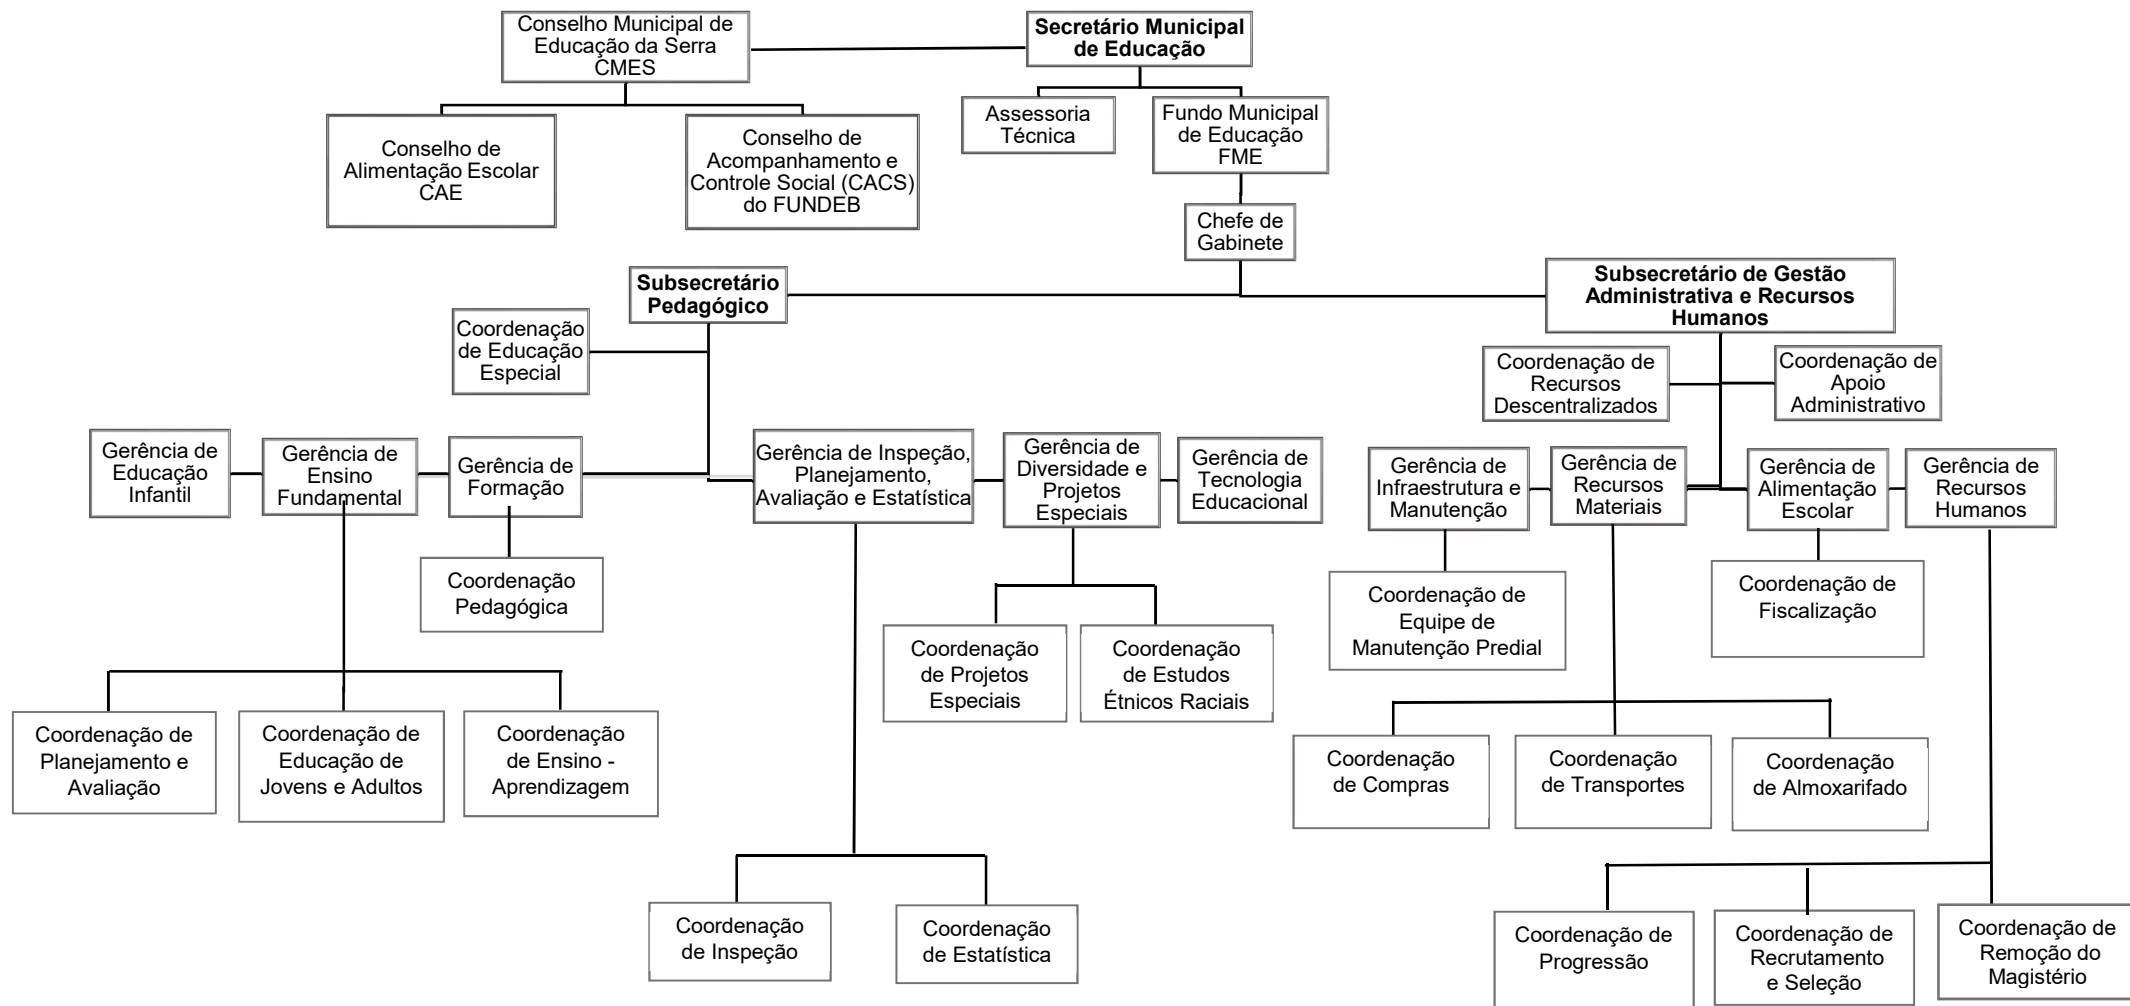 Conselho Municipal de
Educação da Serra
CMES
Secretário Municipal
de Educação
Assessoria
Técnica
Fundo Municipal
de Educação
FME
Conselho de
Alimentação Escolar
CAE
Conselho de
Acompanhamento e
Controle Social (CACS)
do FUNDEB
Chefe de
Gabinete
Subsecretário
Pedagógico
Subsecretário de Gestão
Administrativa e Recursos
Humanos
Coordenação
de Educação
Especial
Coordenação de
Recursos
Descentralizados
Coordenação de
Apoio
Administrativo
Gerência de
Educação
Infantil
Gerência de
Ensino
Fundamental
Gerência de
Formação
Gerência de Inspeção,
Planejamento,
Avaliação e Estatística
Gerência de
Diversidade e
Projetos
Especiais
Gerência de
Tecnologia
Educacional
Gerência de
Infraestrutura e
Manutenção
Gerência de
Recursos
Materiais
Gerência de
Alimentação
Escolar
Gerência de
Recursos
Humanos
Coordenação
Pedagógica
Coordenação de
Equipe de
Manutenção Predial
Coordenação de
Fiscalização
Coordenação
de Projetos
Especiais
Coordenação
de Estudos
Étnicos Raciais
Coordenação de
Planejamento e
Avaliação
Coordenação de
Educação de
Jovens e Adultos
Coordenação
de Ensino -
Aprendizagem
Coordenação
de Compras
Coordenação
de Transportes
Coordenação
de Almoxarifado
Coordenação
de Inspeção
Coordenação
de Estatística
Coordenação de
Progressão
Coordenação de
Recrutamento
e Seleção
Coordenação de
Remoção do
Magistério